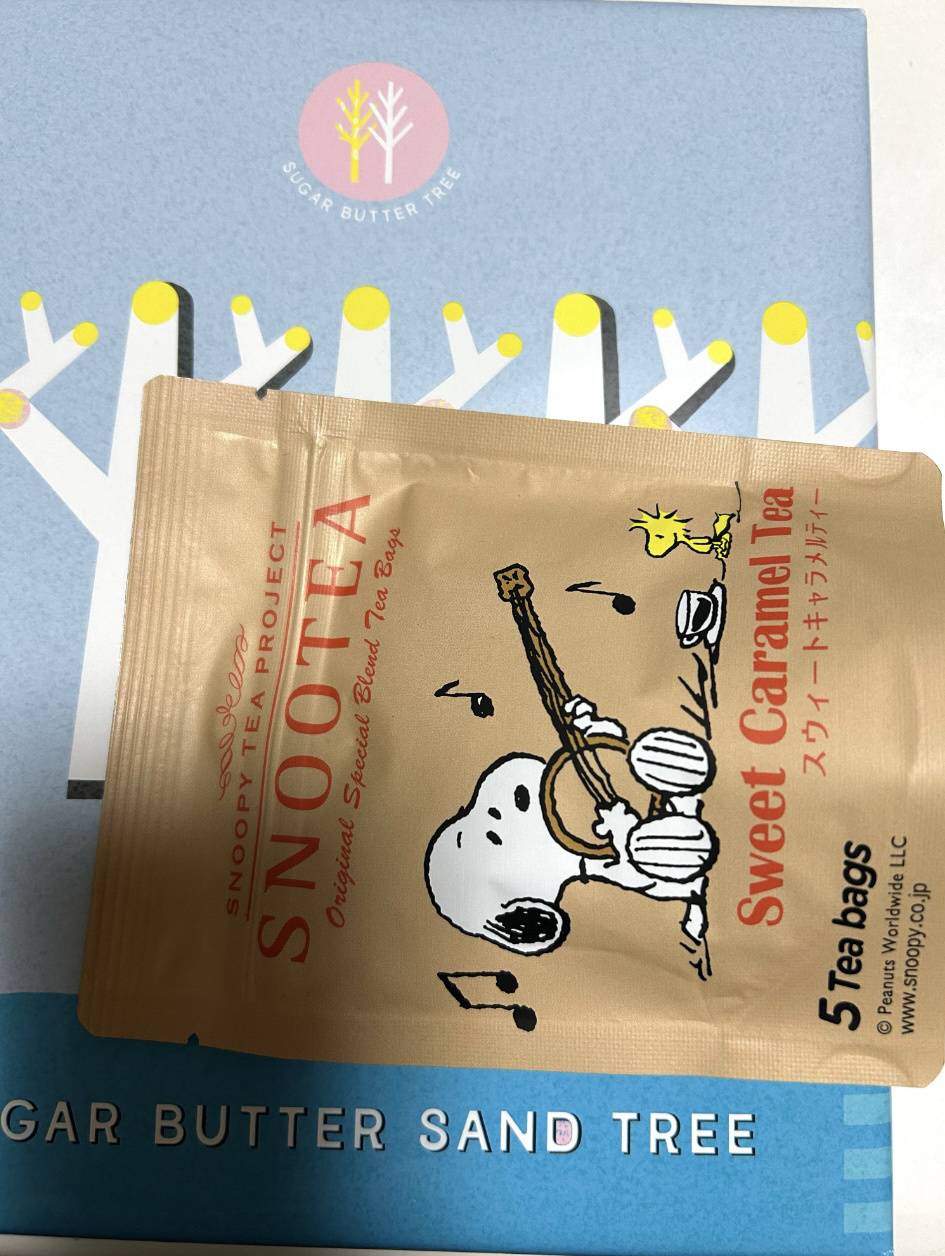 SUGAR BUTTER TREE
SNOOPY TEA PROJECT
SNOOTEA
Original Special Blend Tea Bags
Sweet Caramel Tea
スウィートキャラメルティー
5 Tea bags
© Peanuts Worldwide LLC
www.snoopy.co.jp
GAR BUTTER SAND TREE